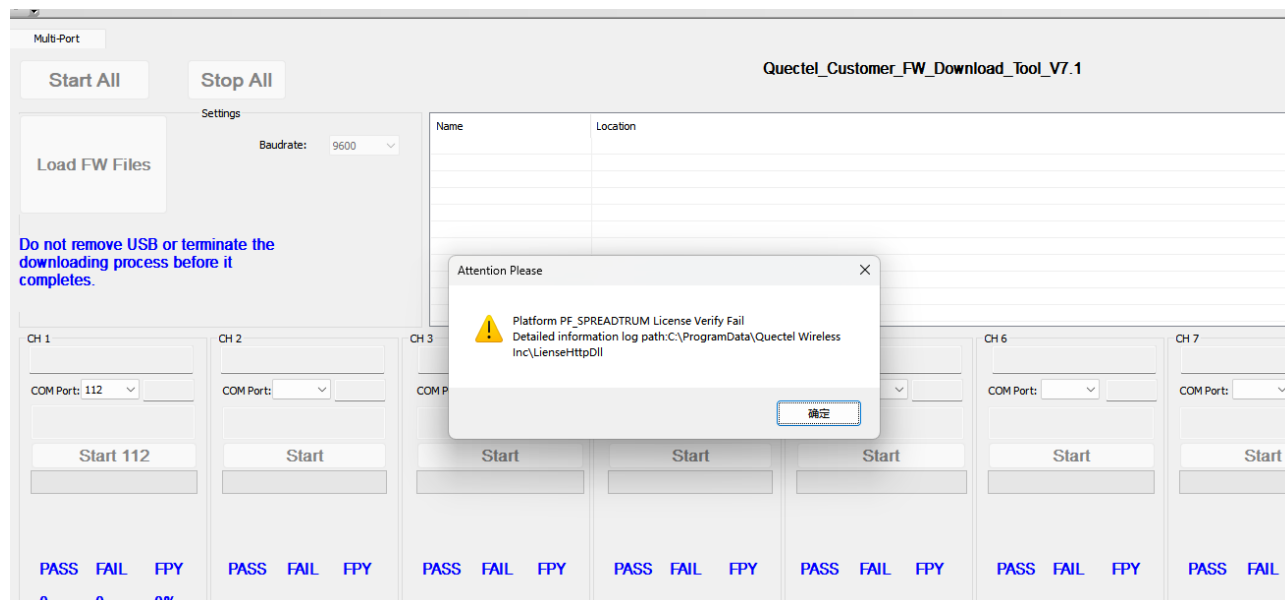 Multi-Port
Start All
Stop All
Quectel_Customer_FW_Download_Tool_V7.1
Settings
Load FW Files
Baudrate:
9600
Name
Location
Do not remove USB or terminate the
downloading process before it
completes.
Attention Please
Platform PF_SPREADTRUM License Verify Fail
Detailed information log path:C:\ProgramData\Quectel Wireless
Inc\LienseHttpDll
确定
CH 1
CH 2
CH 3
CH 6
CH 7
COM Port: 112
COM Port:
COM P
COM Port:
COM Port:
Start 112
Start
Start
Start
Start
Start
Start
PASS FAIL FPY
PASS FAIL FPY
PASS FAIL FPY
PASS FAIL FPY
PASS FAIL FPY
PASS FAIL FPY
PASS FAIL